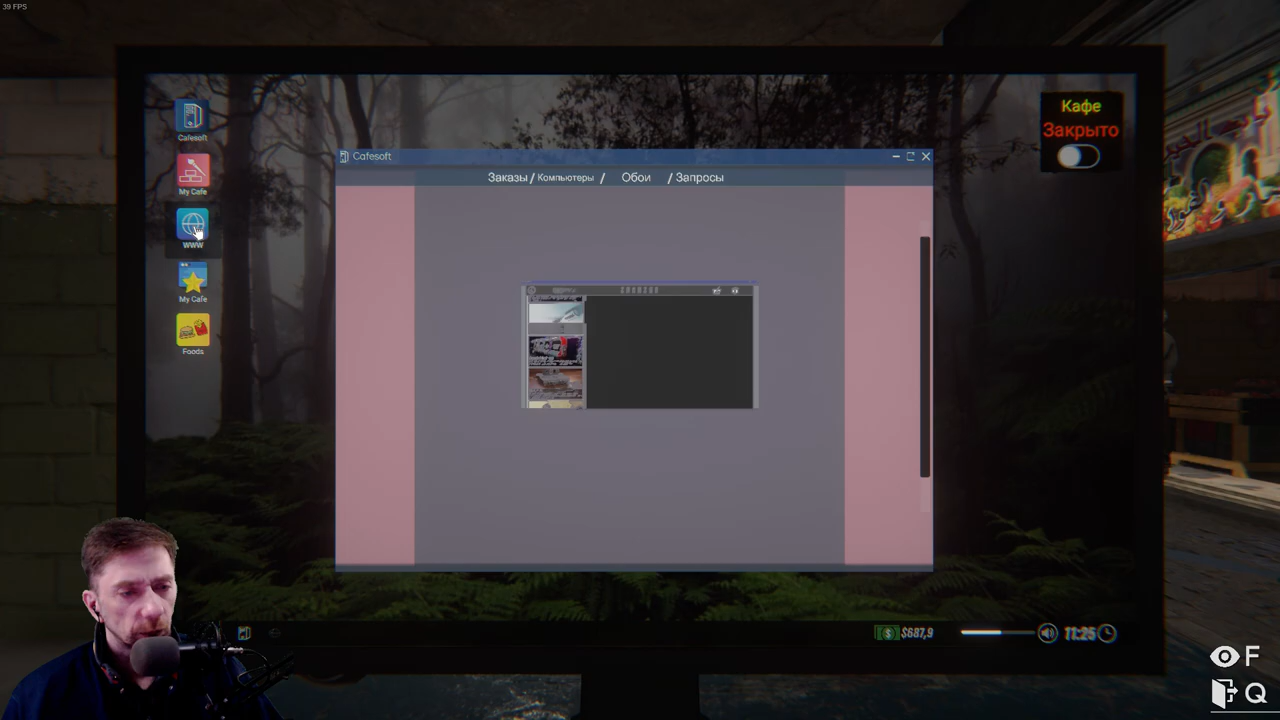 39 FPS
Cafesoft
My Cafe
WWW
My Cafe
Foods
Cafesoft
Заказы / Компьютеры / Обои / Запросы
Кафе
Закрыто
$687,9
11:25
F
Q